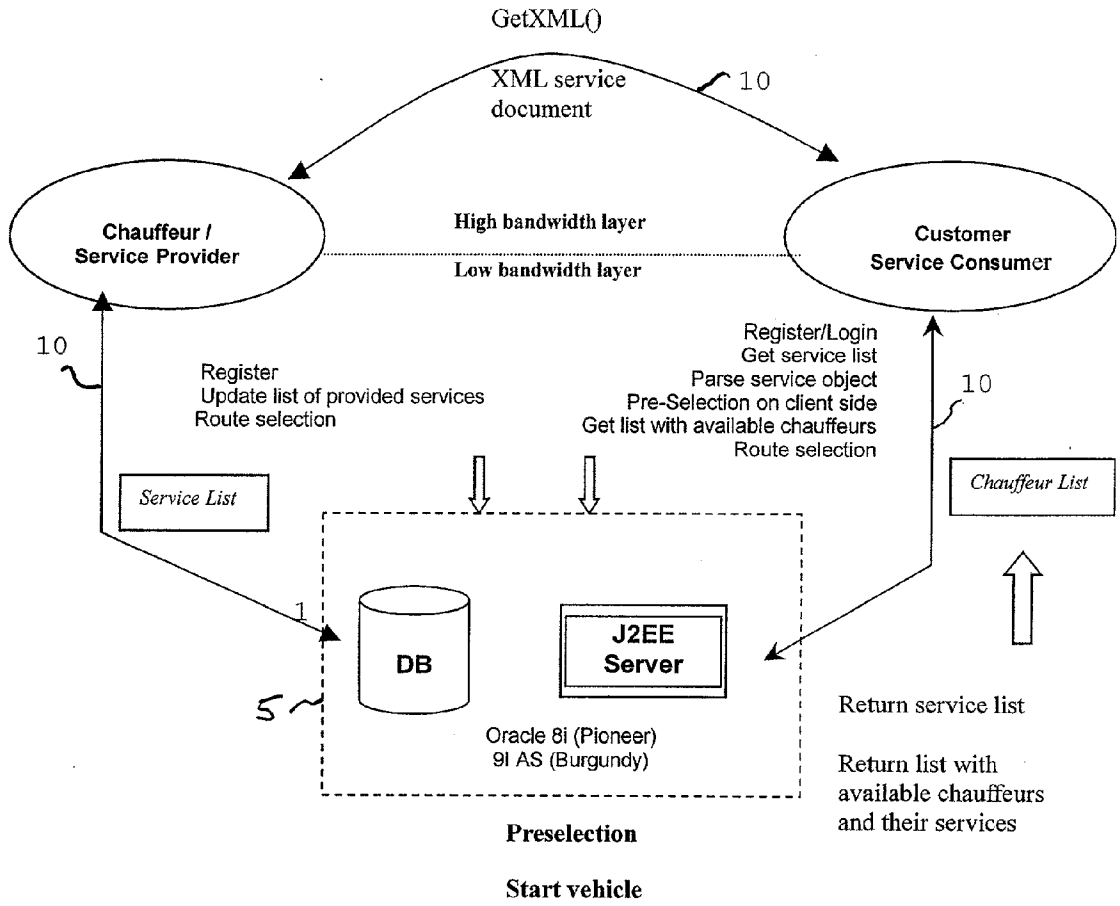 GetXML()
XML service
document
10
Chauffeur /
Service Provider
High bandwidth layer
Low bandwidth layer
Customer
Service Consumer
10
Register
Update list of provided services
Route selection
Register/Login
Get service list
Parse service object
Pre-Selection on client side
Get list with available chauffeurs
Route selection
10
Service List
Chauffeur List
1
DB
J2EE
Server
5
Oracle 8i (Pioneer)
9I AS (Burgundy)
Return service list
Return list with
available chauffeurs
and their services
Preselection
Start vehicle